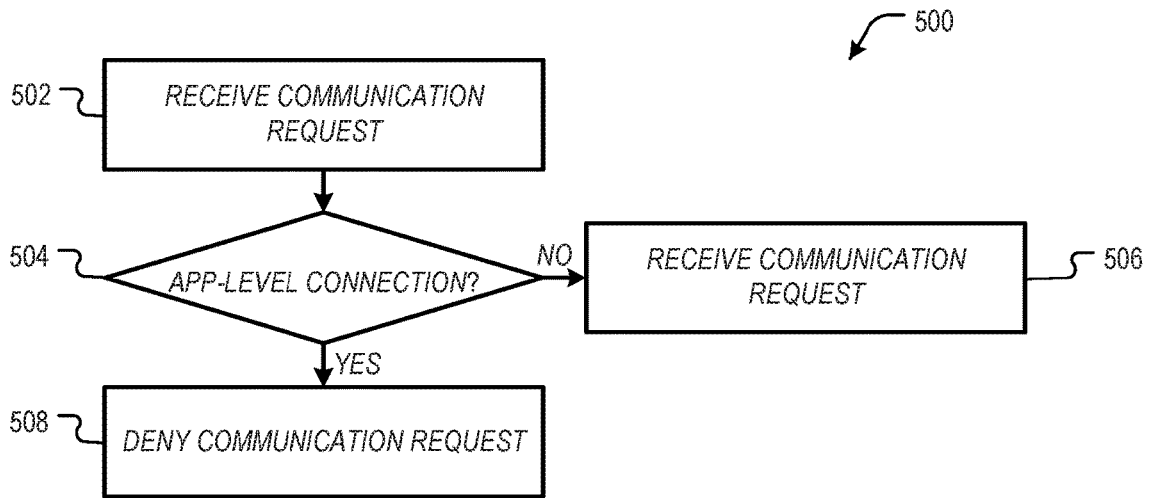 500
502
RECEIVE COMMUNICATION
REQUEST
504
APP-LEVEL CONNECTION?
NO
RECEIVE COMMUNICATION
REQUEST
506
YES
508
DENY COMMUNICATION REQUEST